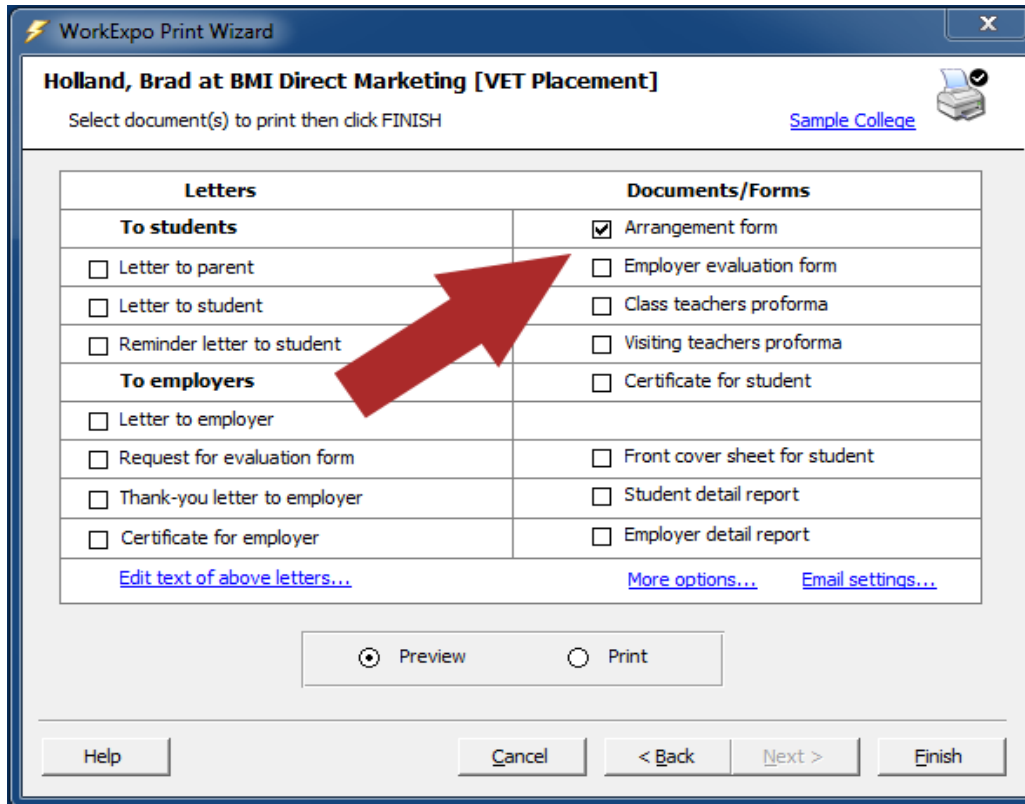 WorkExpo Print Wizard
X
Holland, Brad at BMI Direct Marketing [VET Placement]
Select document(s) to print then click FINISH
Sample College
Letters
Documents/Forms
To students
Arrangement form
Letter to parent
Employer evaluation form
Letter to student
Class teachers proforma
Reminder letter to student
Visiting teachers proforma
To employers
Certificate for student
Letter to employer
Request for evaluation form
Front cover sheet for student
Thank-you letter to employer
Student detail report
Certificate for employer
Employer detail report
Edit text of above letters...
More options...
Email settings...
Preview
Print
Help
Cancel
< Back
Next >
Finish